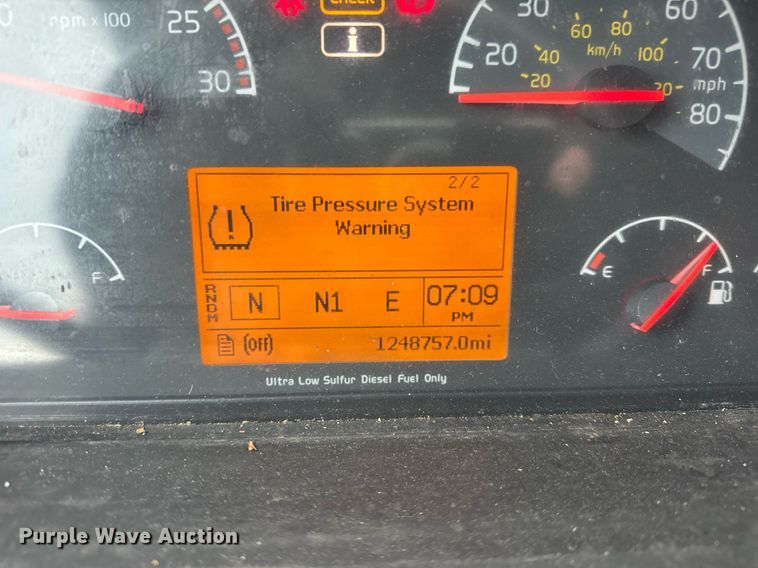 CHECK
i
rpm x 100
25
30
30
60
60
80
20
40
km/h
100
70
20
mph
80
2/2
Tire Pressure System
Warning
RNDM
N
N1
E
07:09
PM
(OFF)
1248757.0mi
F
E
F
Ultra Low Sulfur Diesel Fuel Only
Purple Wave Auction